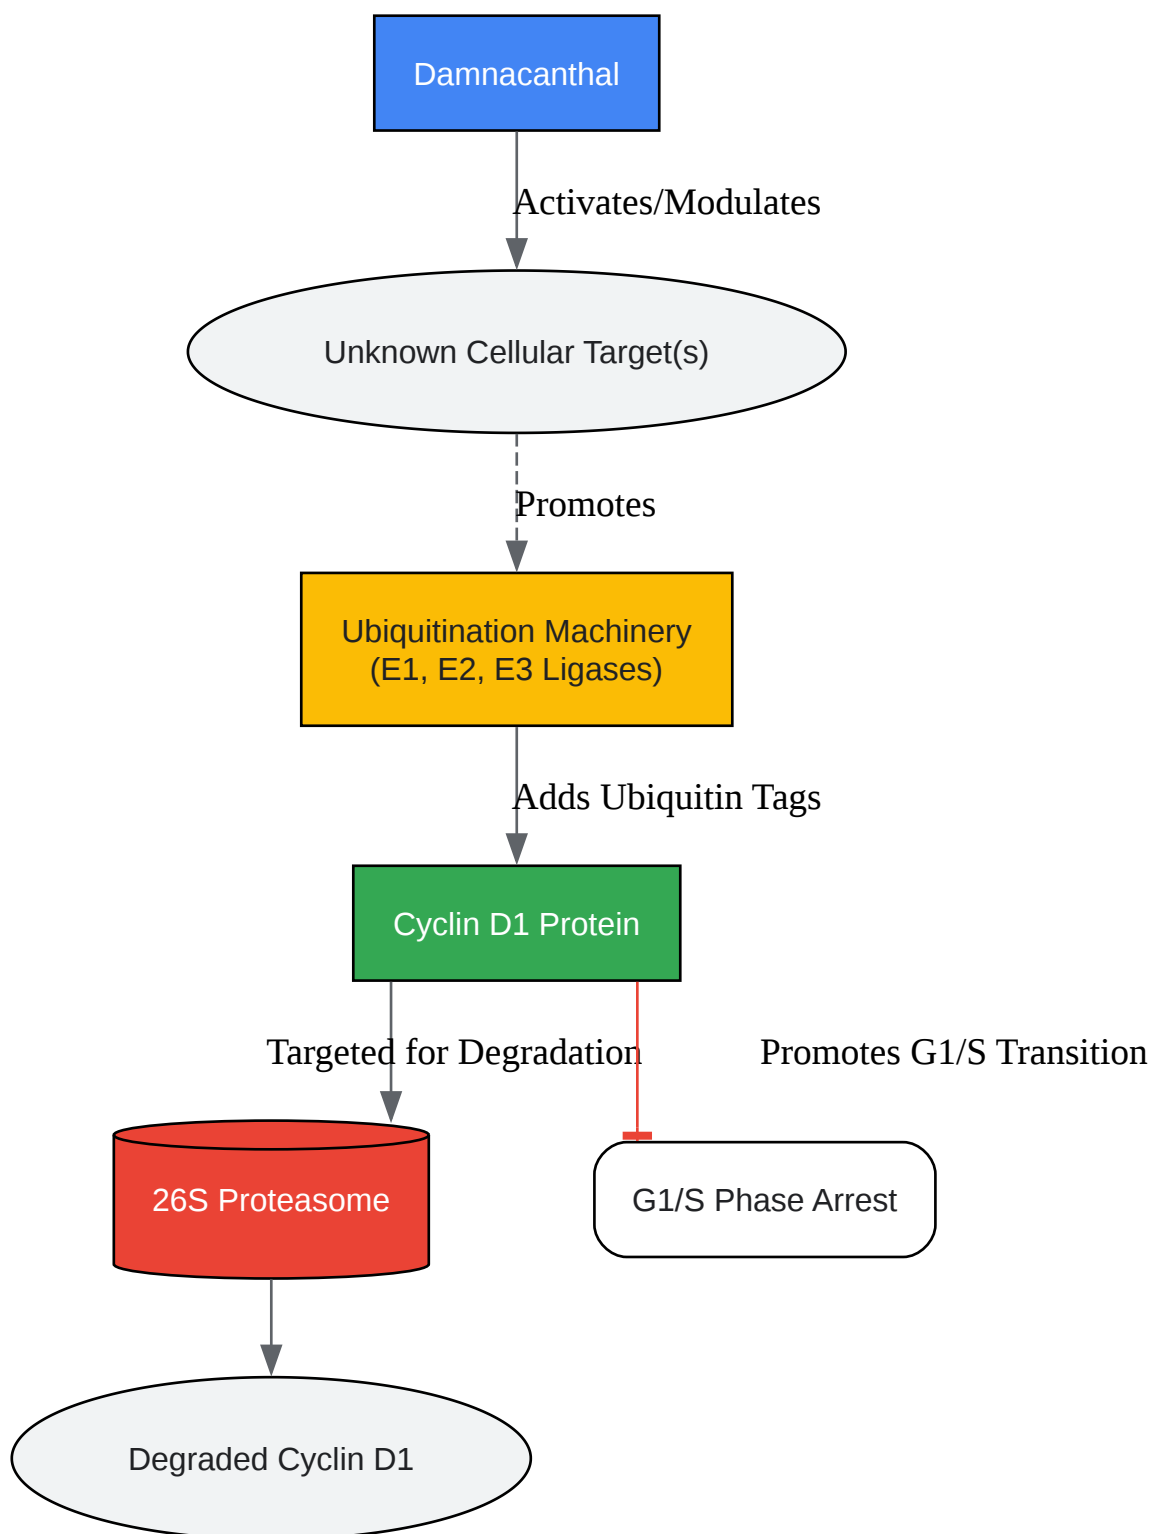 Damnacanthal
Activates/Modulates
Unknown Cellular Target(s)
Promotes
Ubiquitination Machinery
(E1, E2, E3 Ligases)
Adds Ubiquitin Tags
Cyclin D1 Protein
Targeted for Degradation
Promotes G1/S Transition
26S Proteasome
G1/S Phase Arrest
Degraded Cyclin D1